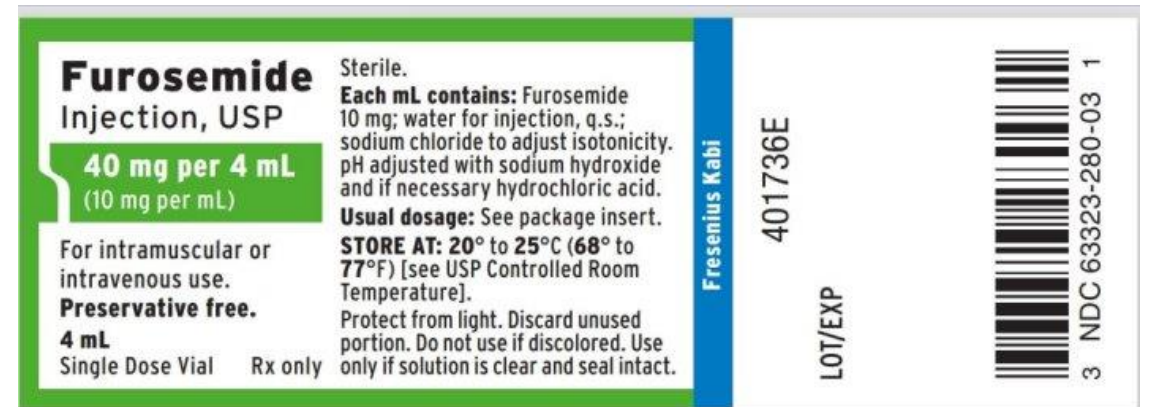 Furosemide
Injection, USP
40 mg per 4 mL
(10 mg per mL)
For intramuscular or
intravenous use.
Preservative free.
4 mL
Single Dose Vial Rx only
Sterile.
Each mL contains: Furosemide
10 mg; water for injection, q.s.;
sodium chloride to adjust isotonicity.
pH adjusted with sodium hydroxide
and if necessary hydrochloric acid.
Usual dosage: See package insert.
STORE AT: 20° to 25°C (68° to
77°F) [see USP Controlled Room
Temperature].
Protect from light. Discard unused
portion. Do not use if discolored. Use
only if solution is clear and seal intact.
Fresenius Kabi
401736E
LOT/EXP
3 NDC 63323-280-03 1